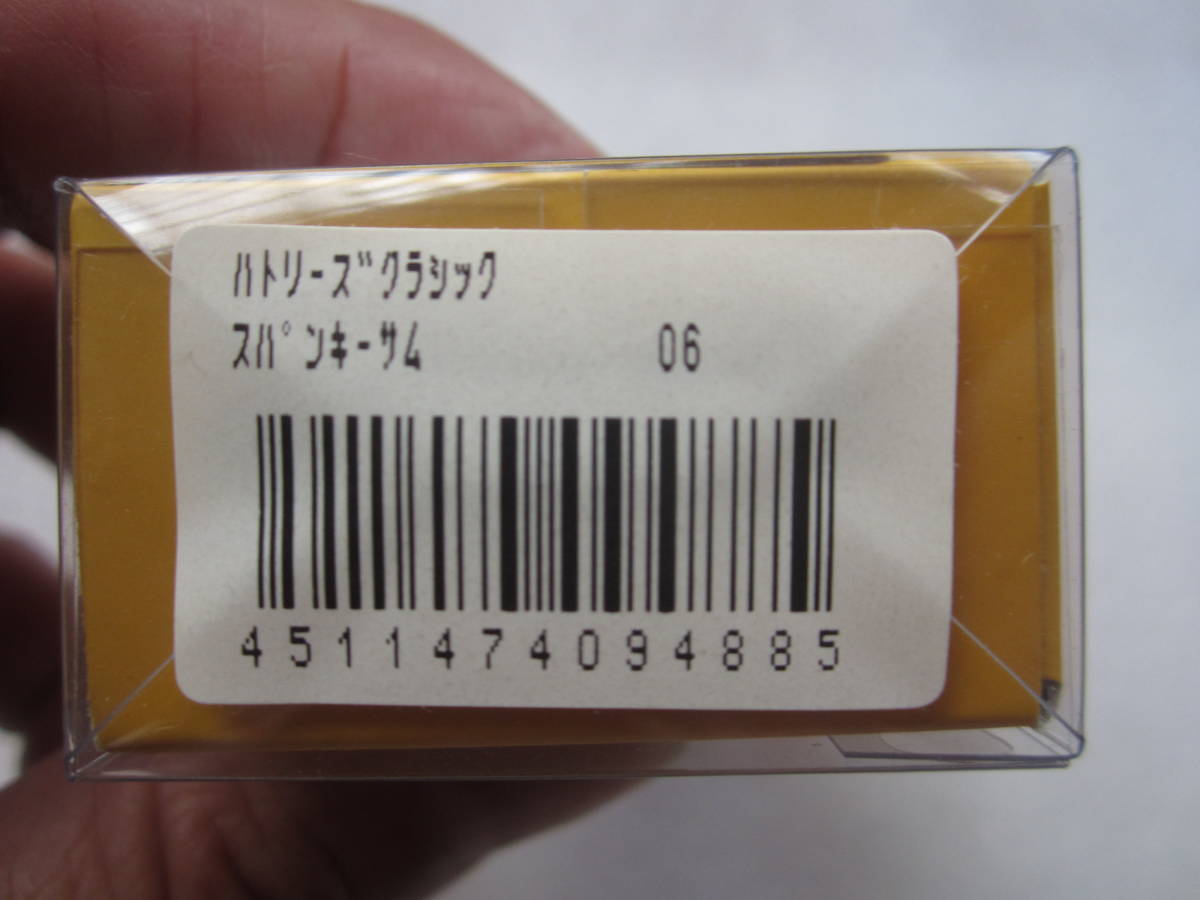 ﾊﾄﾘｰｽﾞｸﾗｼｯｸ
ｽﾊﾟﾝｷｰｻﾑ 06
4511474094885